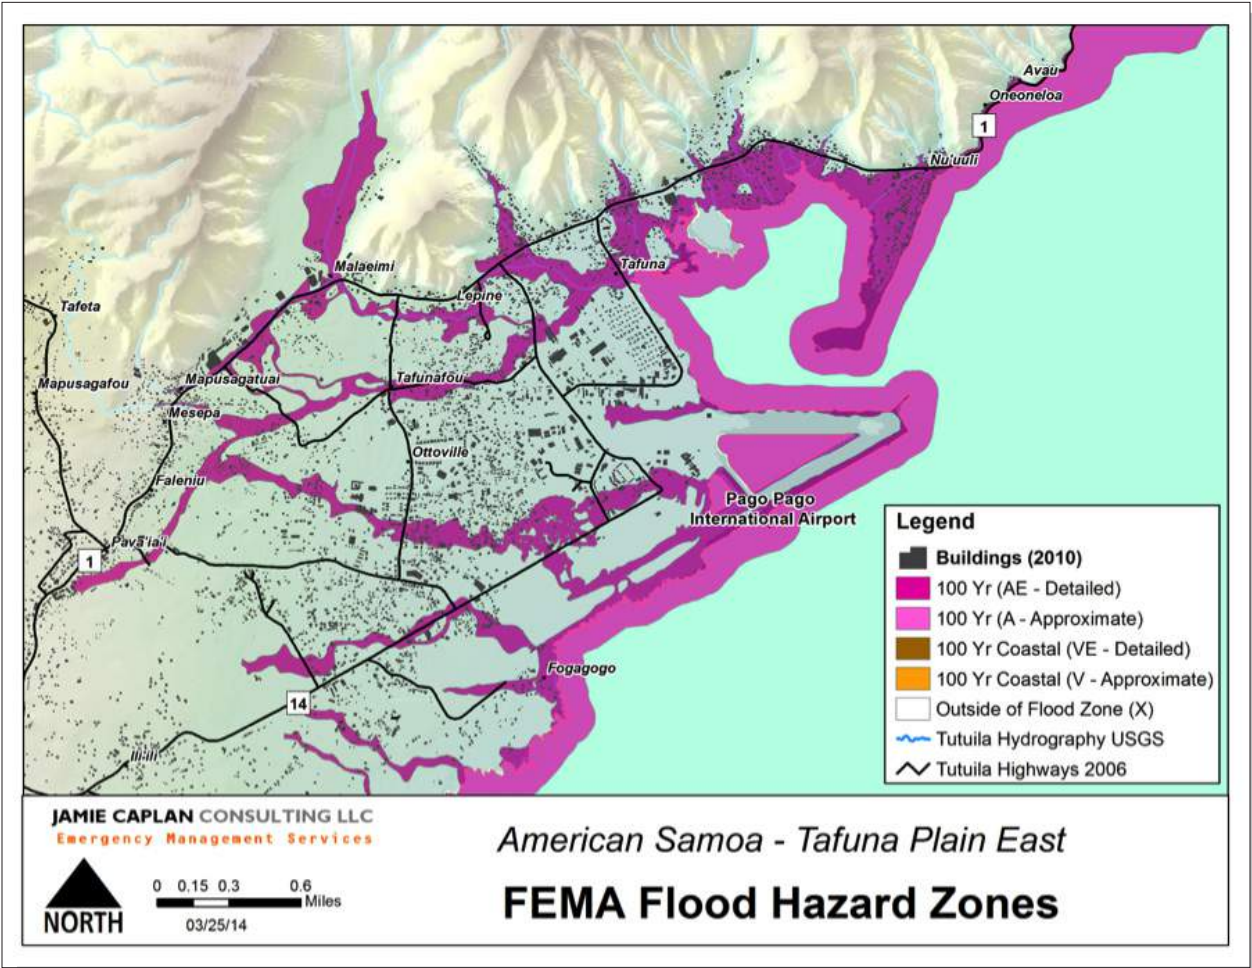 Avau
Oneoneloa
1
Nu'uuli
Malaeimi
Tafuna
Lepine
Tafeta
Mapusagafou
Mapusagatuai
Tafunafou
Mesepa
Ottoville
Faleniu
Pago Pago
International Airport
Pava'ia'i
1
Fogagogo
14
Ili'ili
Legend
Buildings (2010)
100 Yr (AE - Detailed)
100 Yr (A - Approximate)
100 Yr Coastal (VE - Detailed)
100 Yr Coastal (V - Approximate)
Outside of Flood Zone (X)
Tutuila Hydrography USGS
Tutuila Highways 2006
JAMIE CAPLAN CONSULTING LLC
Emergency Management Services
NORTH
0 0.15 0.3 0.6
Miles
03/25/14
American Samoa - Tafuna Plain East
FEMA Flood Hazard Zones